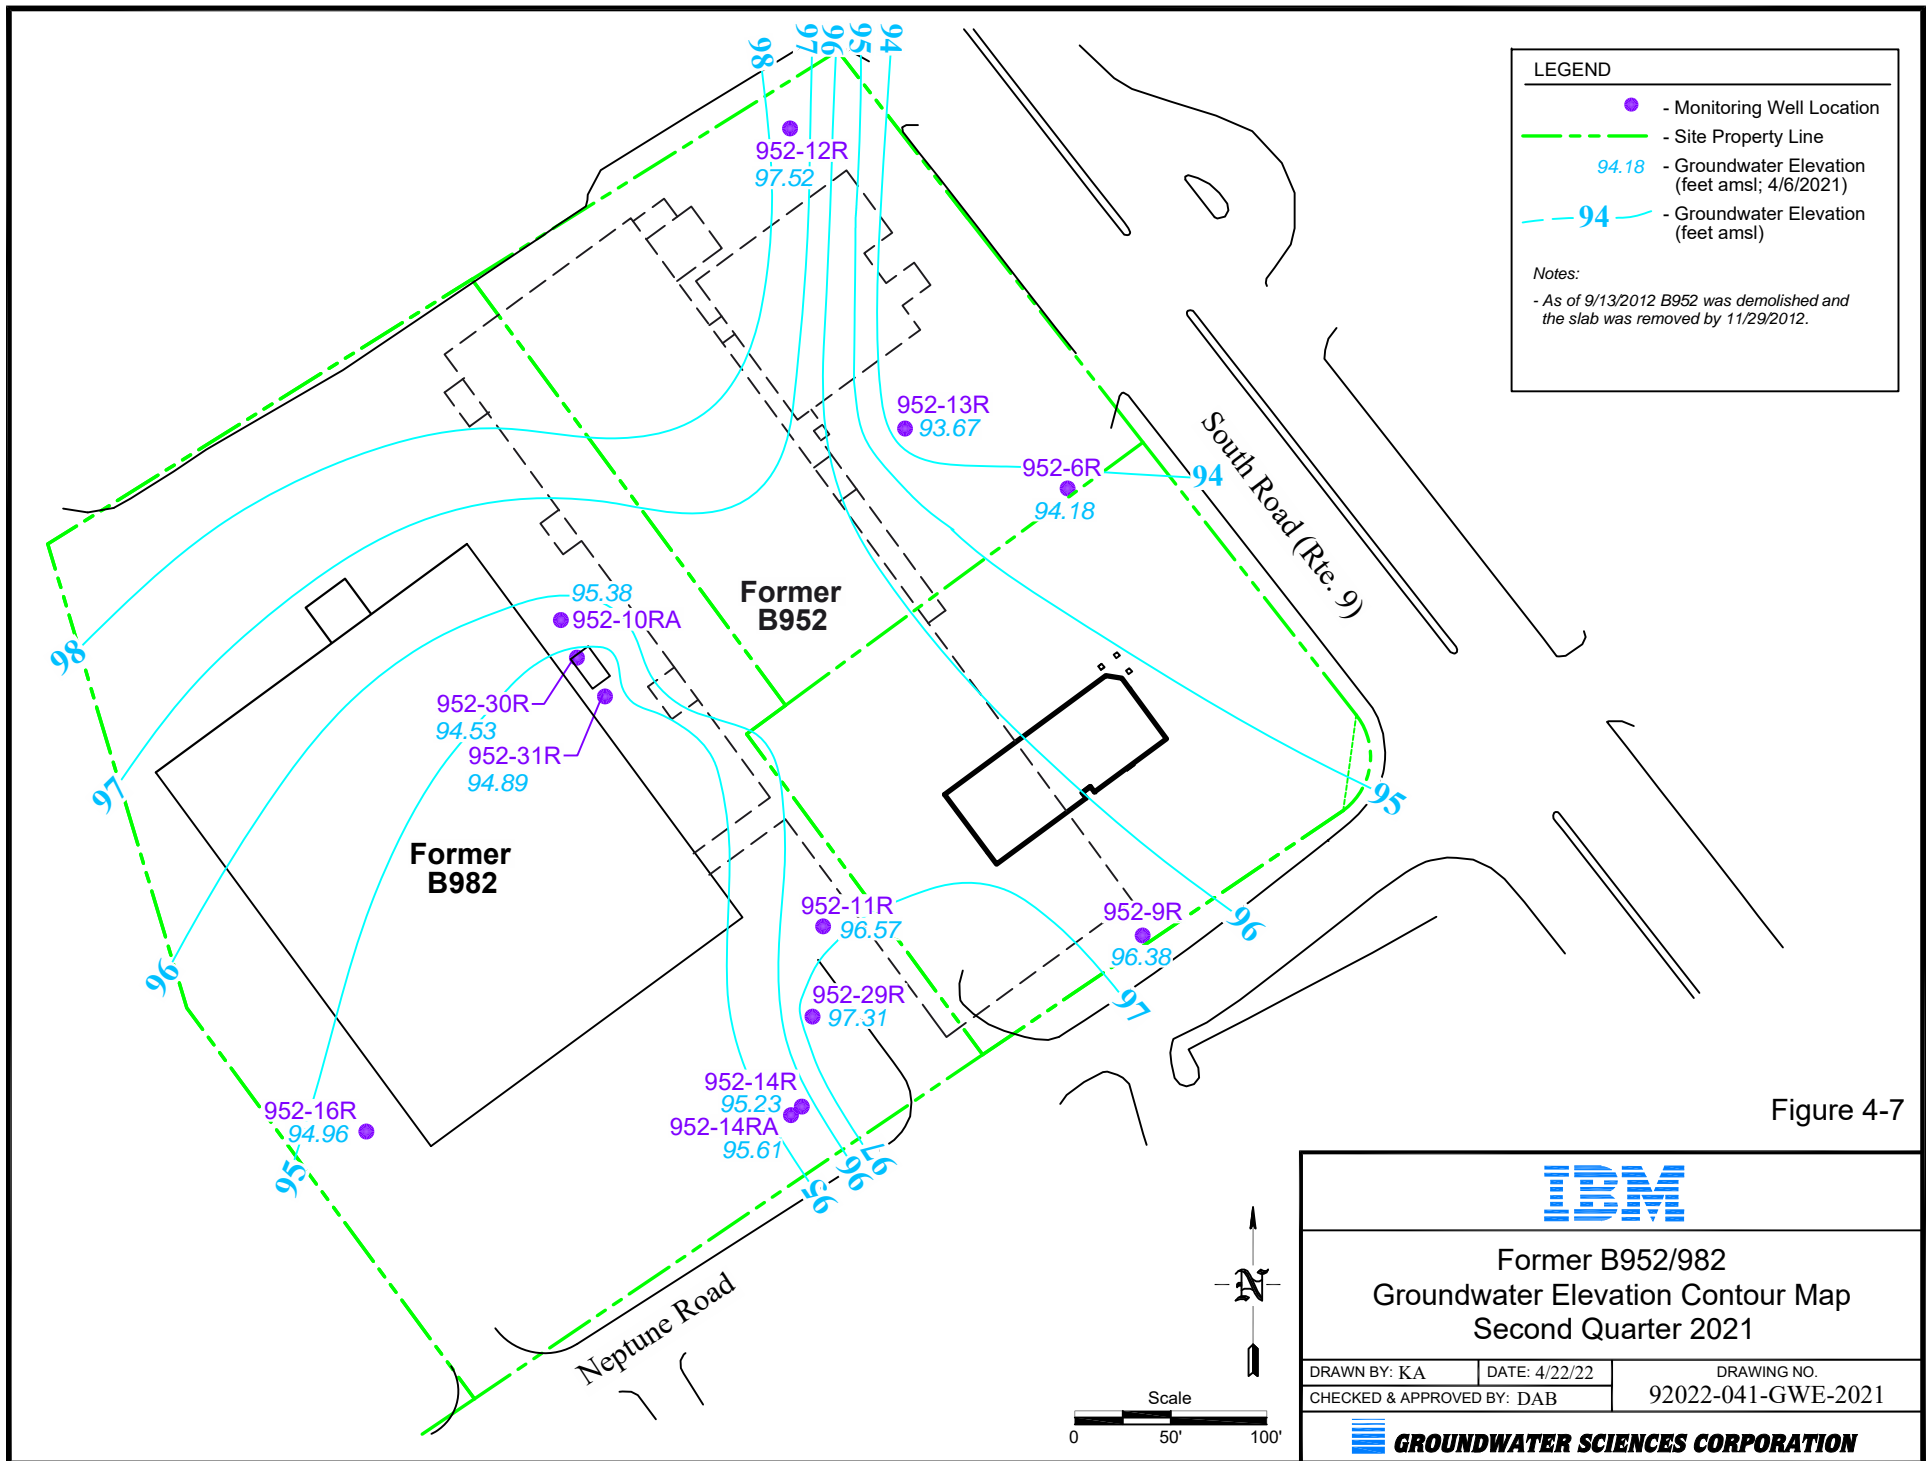 98
97
96
95
94
LEGEND
- Monitoring Well Location
- Site Property Line
94.18 - Groundwater Elevation
(feet amsl; 4/6/2021)
94 - Groundwater Elevation
(feet amsl)
Notes:
- As of 9/13/2012 B952 was demolished and
the slab was removed by 11/29/2012.
952-12R
97.52
952-13R
93.67
952-6R
94.18
94
South Road (Rte. 9)
Former
B952
95.38
952-10RA
98
952-30R
94.53
952-31R
94.89
97
95
Former
B982
952-11R
96.57
952-9R
96.38
96
96
97
952-29R
97.31
952-14R
95.23
952-14RA
95.61
952-16R
94.96
95
97
96
95
Neptune Road
Figure 4-7
N
Scale
0 50' 100'
IBM
Former B952/982
Groundwater Elevation Contour Map
Second Quarter 2021
DRAWN BY: KA
DATE: 4/22/22
CHECKED & APPROVED BY: DAB
DRAWING NO.
92022-041-GWE-2021
GROUNDWATER SCIENCES CORPORATION